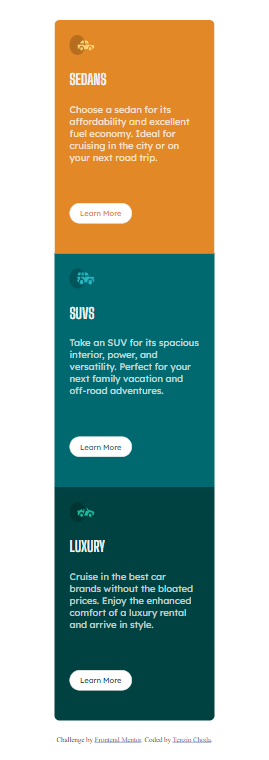 SEDANS
Choose a sedan for its
affordability and excellent
fuel economy. Ideal for
cruising in the city or on
your next road trip.
Learn More
SUVS
Take an SUV for its spacious
interior, power, and
versatility. Perfect for your
next family vacation and
off-road adventures.
Learn More
LUXURY
Cruise in the best car
brands without the bloated
prices. Enjoy the enhanced
comfort of a luxury rental
and arrive in style.
Learn More
Challenge by Frontend Mentor. Coded by Tenzin Choda.